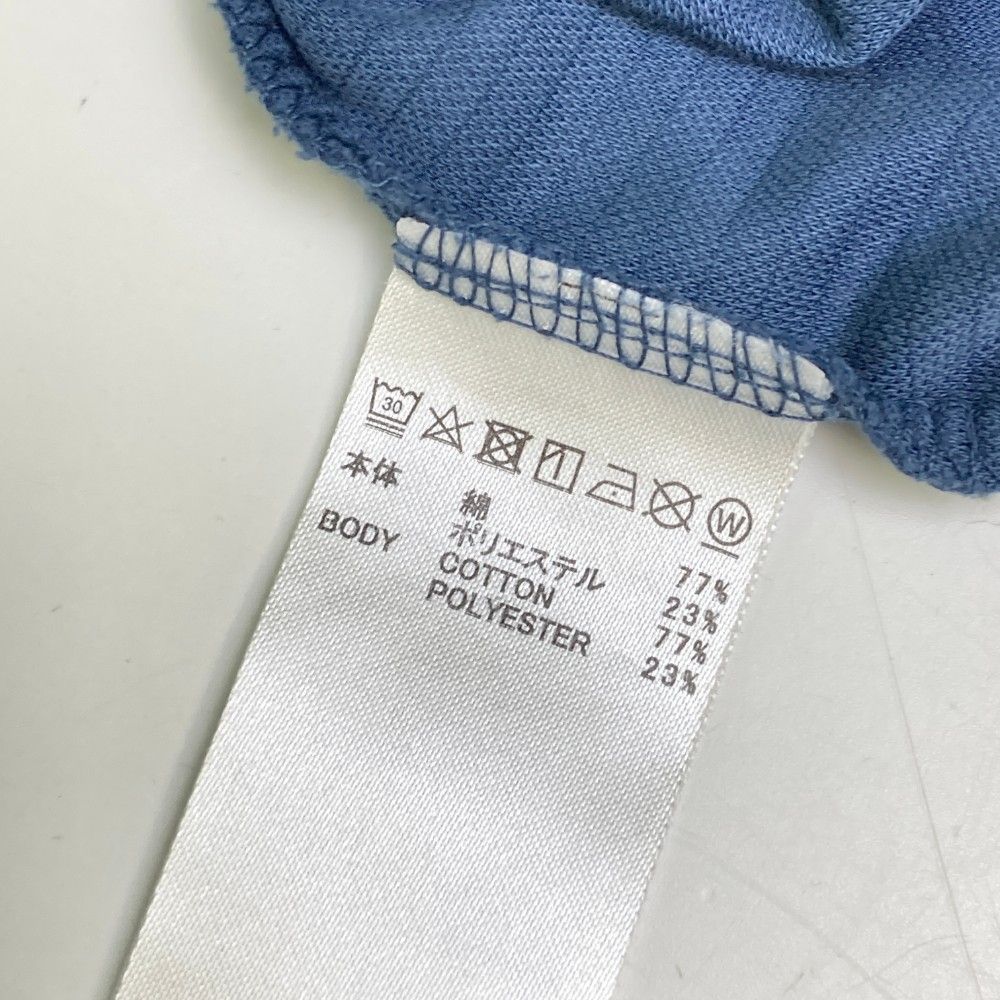 30 W
本体 綿 77%
ポリエステル 23%
BODY COTTON 77%
POLYESTER 23%